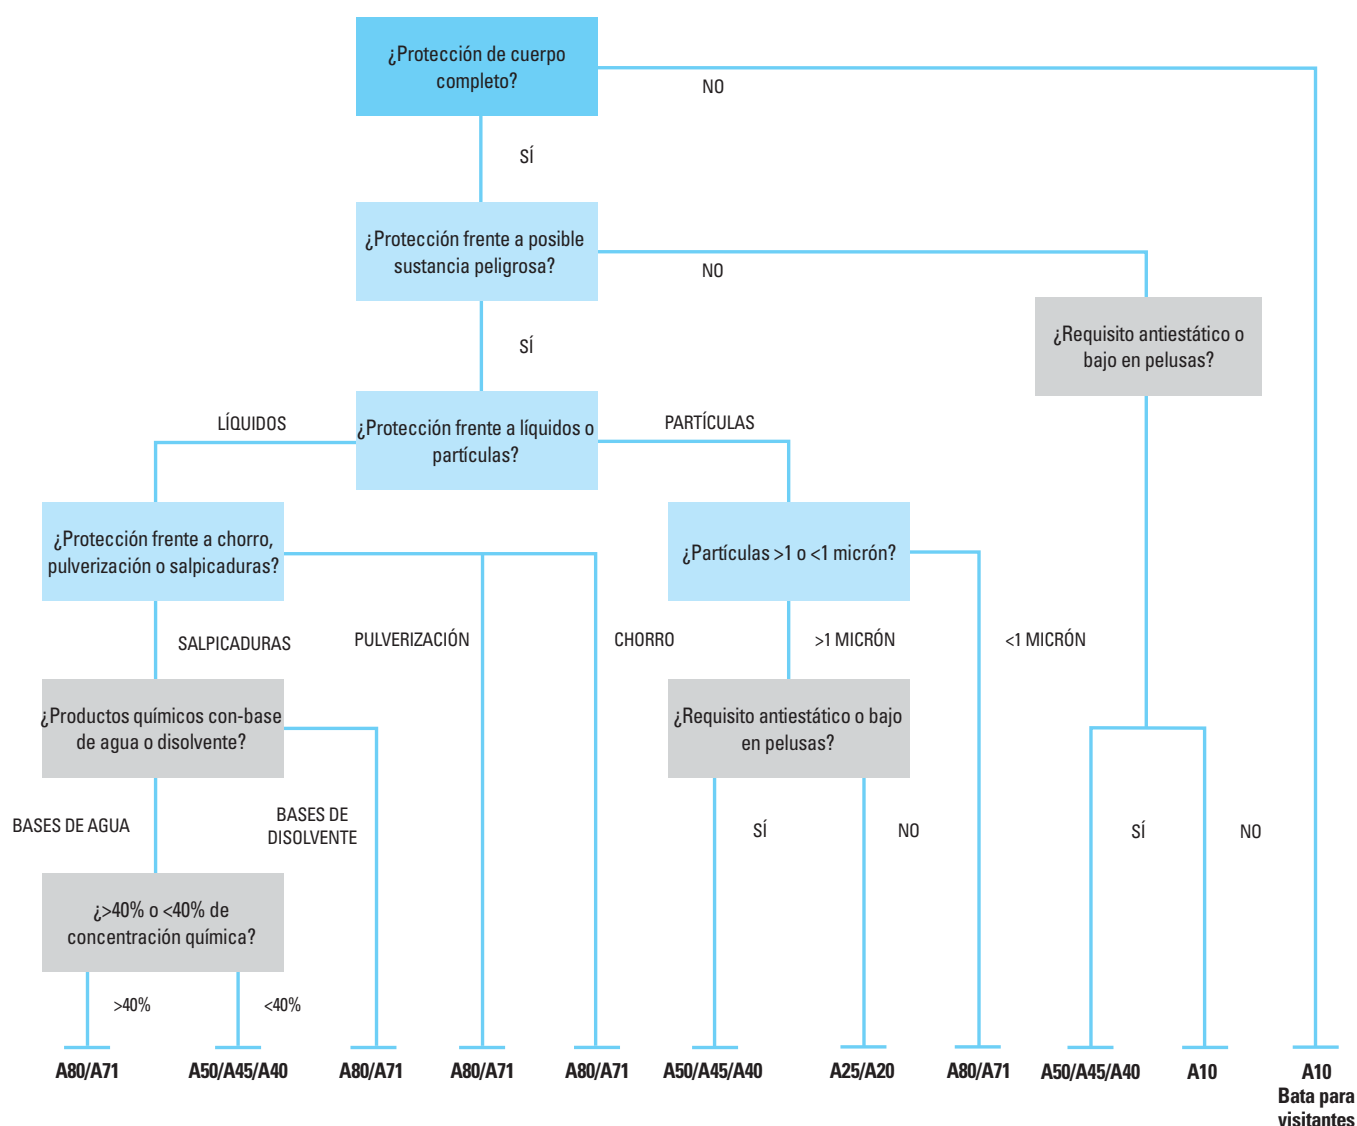 ¿Protección de cuerpo
completo?
NO
SÍ
¿Protección frente a posible
sustancia peligrosa?
NO
SÍ
¿Requisito antiestático o
bajo en pelusas?
LÍQUIDOS
¿Protección frente a líquidos o
partículas?
PARTÍCULAS
¿Protección frente a chorro,
pulverización o salpicaduras?
¿Partículas >1 o <1 micrón?
SALPICADURAS
PULVERIZACIÓN
CHORRO
>1 MICRÓN
<1 MICRÓN
¿Productos químicos con-base
de agua o disolvente?
¿Requisito antiestático o bajo
en pelusas?
BASES DE AGUA
BASES DE
DISOLVENTE
SÍ
NO
SÍ
NO
¿>40% o <40% de
concentración química?
>40%
<40%
A80/A71
A50/A45/A40
A80/A71
A80/A71
A80/A71
A50/A45/A40
A25/A20
A80/A71
A50/A45/A40
A10
A10
Bata para
visitantes